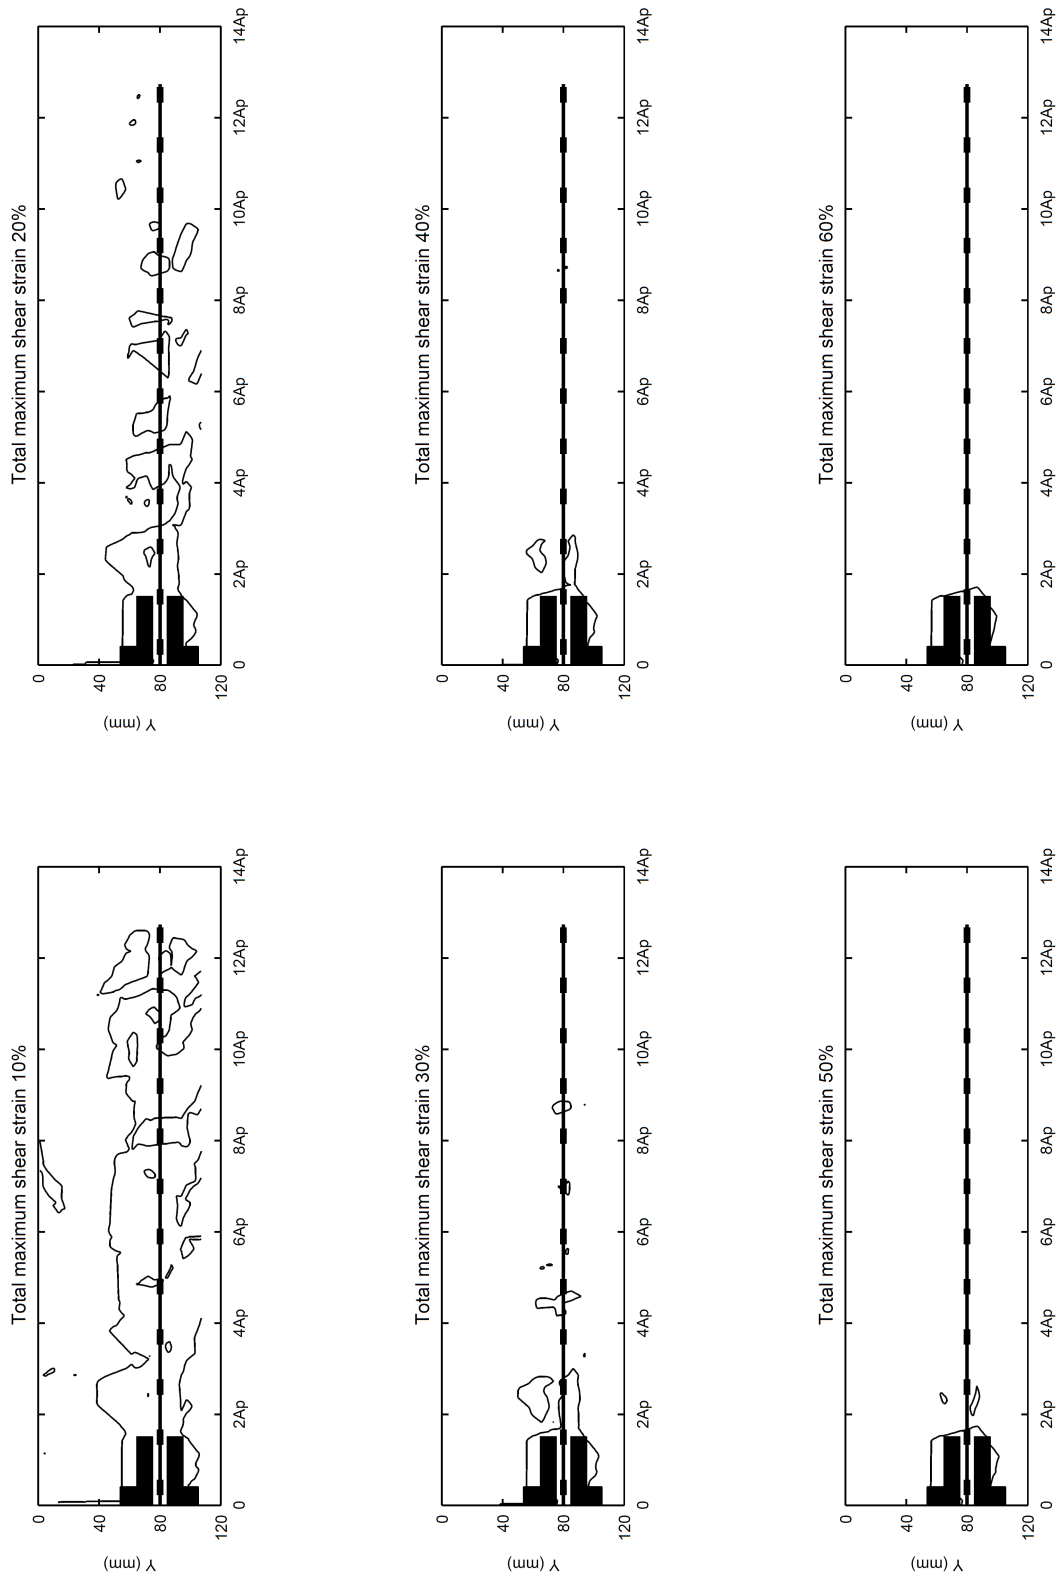 Total maximum shear strain 10%
Y (mm)
0
40
80
120
0 2Ap 4Ap 6Ap 8Ap 10Ap 12Ap 14Ap
Total maximum shear strain 20%
Y (mm)
0
40
80
120
0 2Ap 4Ap 6Ap 8Ap 10Ap 12Ap 14Ap
Total maximum shear strain 30%
Y (mm)
0
40
80
120
0 2Ap 4Ap 6Ap 8Ap 10Ap 12Ap 14Ap
Total maximum shear strain 40%
Y (mm)
0
40
80
120
0 2Ap 4Ap 6Ap 8Ap 10Ap 12Ap 14Ap
Total maximum shear strain 50%
Y (mm)
0
40
80
120
0 2Ap 4Ap 6Ap 8Ap 10Ap 12Ap 14Ap
Total maximum shear strain 60%
Y (mm)
0
40
80
120
0 2Ap 4Ap 6Ap 8Ap 10Ap 12Ap 14Ap